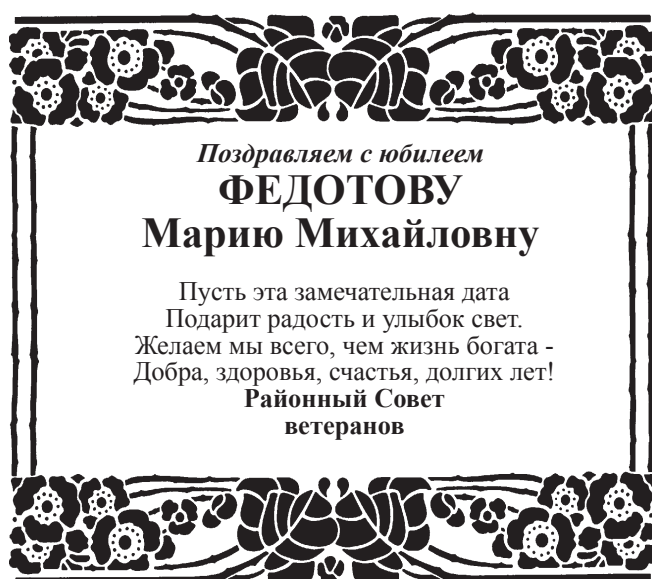 Поздравляем с юбилеем
ФЕДОТОВУ
Марию Михайловну
Пусть эта замечательная дата
Подарит радость и улыбок свет.
Желаем мы всего, чем жизнь богата -
Добра, здоровья, счастья, долгих лет!
Районный Совет
ветеранов